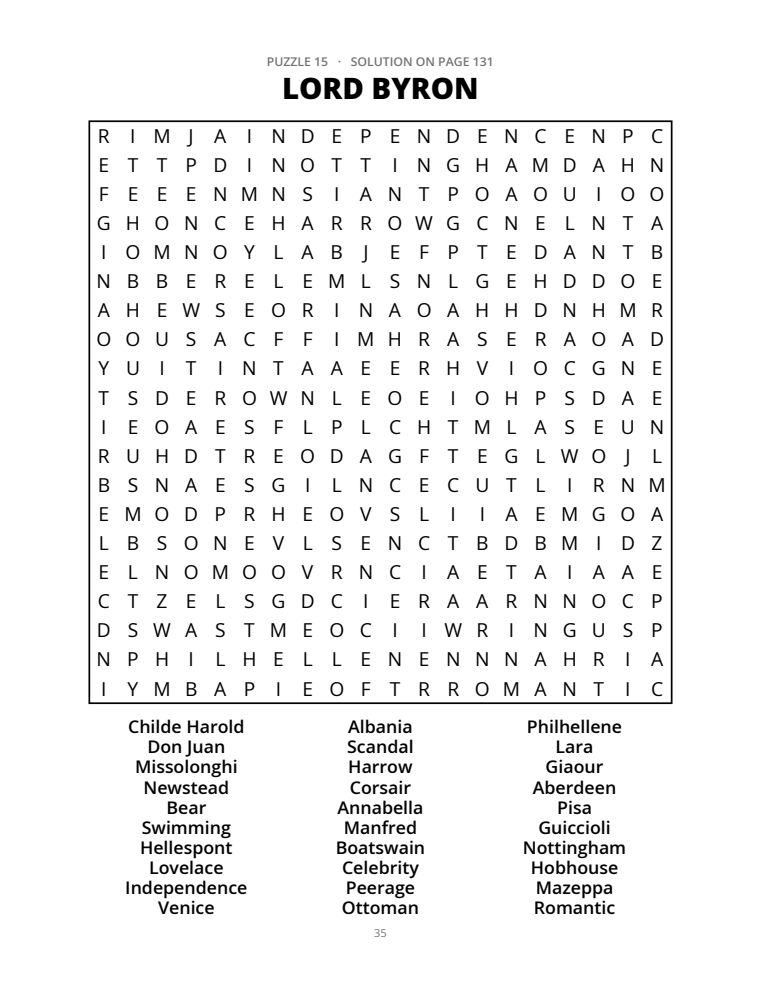 PUZZLE 15 · SOLUTION ON PAGE 131
LORD BYRON
R I M J A I N D E P E N D E N C E N P C
E T T P D I N O T T I N G H A M D A H N
F E E E N M N S I A N T P O A O U I O O
G H O N C E H A R R O W G C N E L N T A
I O M N O Y L A B J E F P T E D A N T B
N B B E R E L E M L S N L G E H D D O E
A H E W S E O R I N A O A H H D N H M R
O O U S A C F F I M H R A S E R A O A D
Y U I T I N T A A E E R H V I O C G N E
T S D E R O W N L E O E I O H P S D A E
I E O A E S F L P L C H T M L A S E U N
R U H D T R E O D A G F T E G L W O J L
B S N A E S G I L N C E C U T L I R N M
E M O D P R H E O V S L I I A E M G O A
L B S O N E V L S E N C T B D B M I D Z
E L N O M O O V R N C I A E T A I A A E
C T Z E L S G D C I E R A A R N N O C P
D S W A S T M E O C I I W R I N G U S P
N P H I L H E L L E N E N N N A H R I A
I Y M B A P I E O F T R R O M A N T I C
Childe Harold
Don Juan
Missolonghi
Newstead
Bear
Swimming
Hellespont
Lovelace
Independence
Venice
Albania
Scandal
Harrow
Corsair
Annabella
Manfred
Boatswain
Celebrity
Peerage
Ottoman
Philhellene
Lara
Giaour
Aberdeen
Pisa
Guiccioli
Nottingham
Hobhouse
Mazeppa
Romantic
35